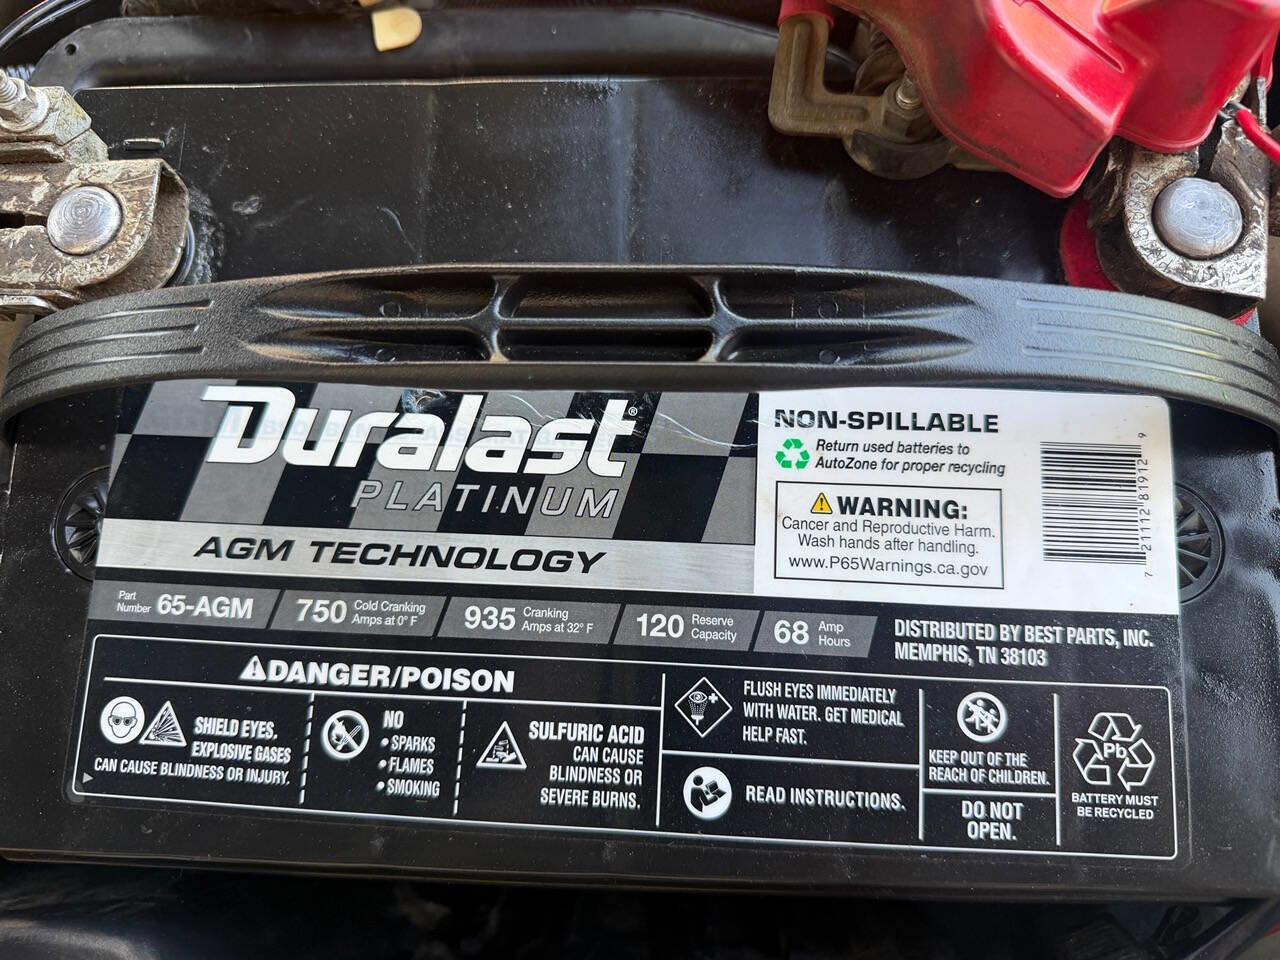 Duralast®
PLATINUM
AGM TECHNOLOGY
NON-SPILLABLE
Return used batteries to
AutoZone for proper recycling
WARNING:
Cancer and Reproductive Harm.
Wash hands after handling.
www.P65Warnings.ca.gov
7 21112 81912 9
Part
Number 65-AGM
750 Cold Cranking
Amps at 0° F
935 Cranking
Amps at 32° F
120 Reserve
Capacity
68 Amp
Hours
DISTRIBUTED BY BEST PARTS, INC.
MEMPHIS, TN 38103
DANGER/POISON
SHIELD EYES.
EXPLOSIVE GASES
CAN CAUSE BLINDNESS OR INJURY.
NO
• SPARKS
• FLAMES
• SMOKING
SULFURIC ACID
CAN CAUSE
BLINDNESS OR
SEVERE BURNS.
FLUSH EYES IMMEDIATELY
WITH WATER. GET MEDICAL
HELP FAST.
READ INSTRUCTIONS.
KEEP OUT OF THE
REACH OF CHILDREN.
DO NOT
OPEN.
Pb
BATTERY MUST
BE RECYCLED